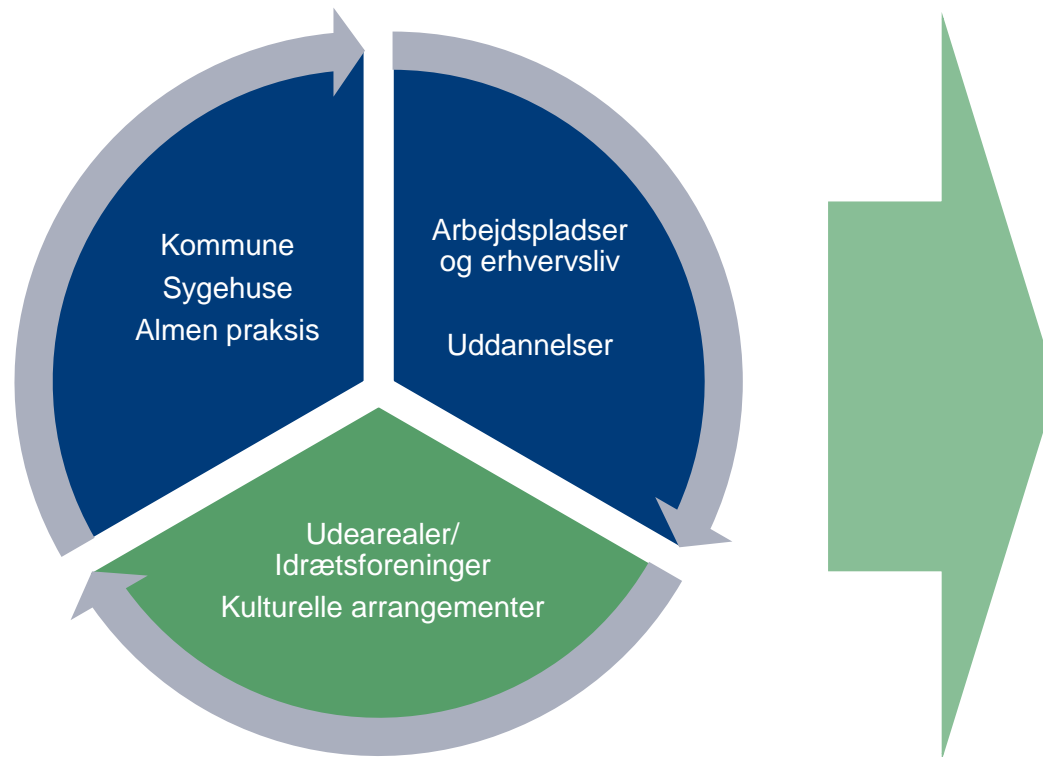 Kommune
Sygehuse
Almen praksis
Arbejdspladser
og erhvervsliv
Uddannelser
Udearealer/
Idrætsforeninger
Kulturelle arrangementer